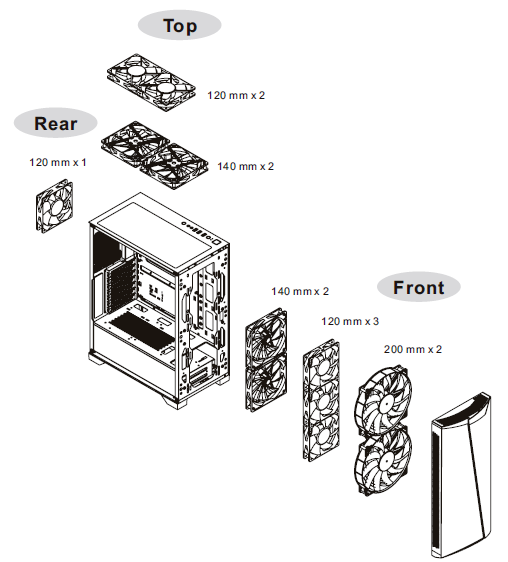 Top
120 mm x 2
Rear
120 mm x 1
140 mm x 2
Front
140 mm x 2
120 mm x 3
200 mm x 2